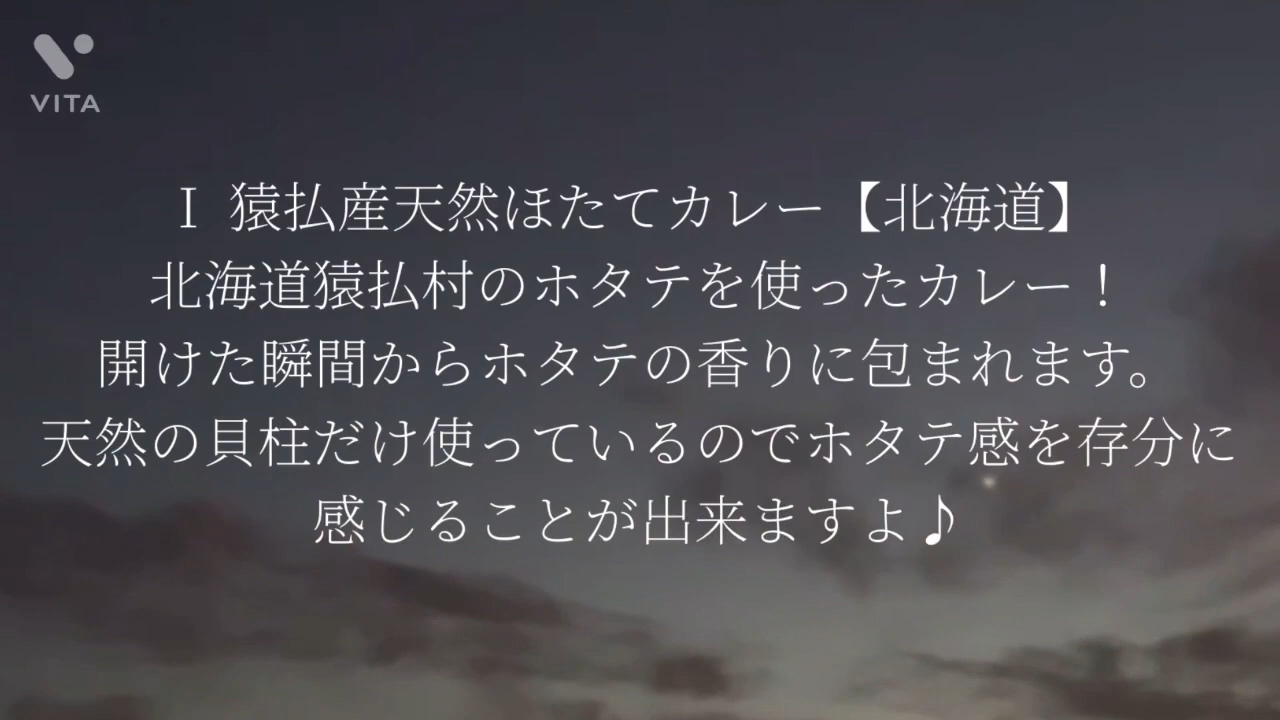 VITA
I 猿払産天然ほたてカレー【北海道】
北海道猿払村のホタテを使ったカレー！
開けた瞬間からホタテの香りに包まれます。
天然の貝柱だけ使っているのでホタテ感を存分に
感じることが出来ますよ♪